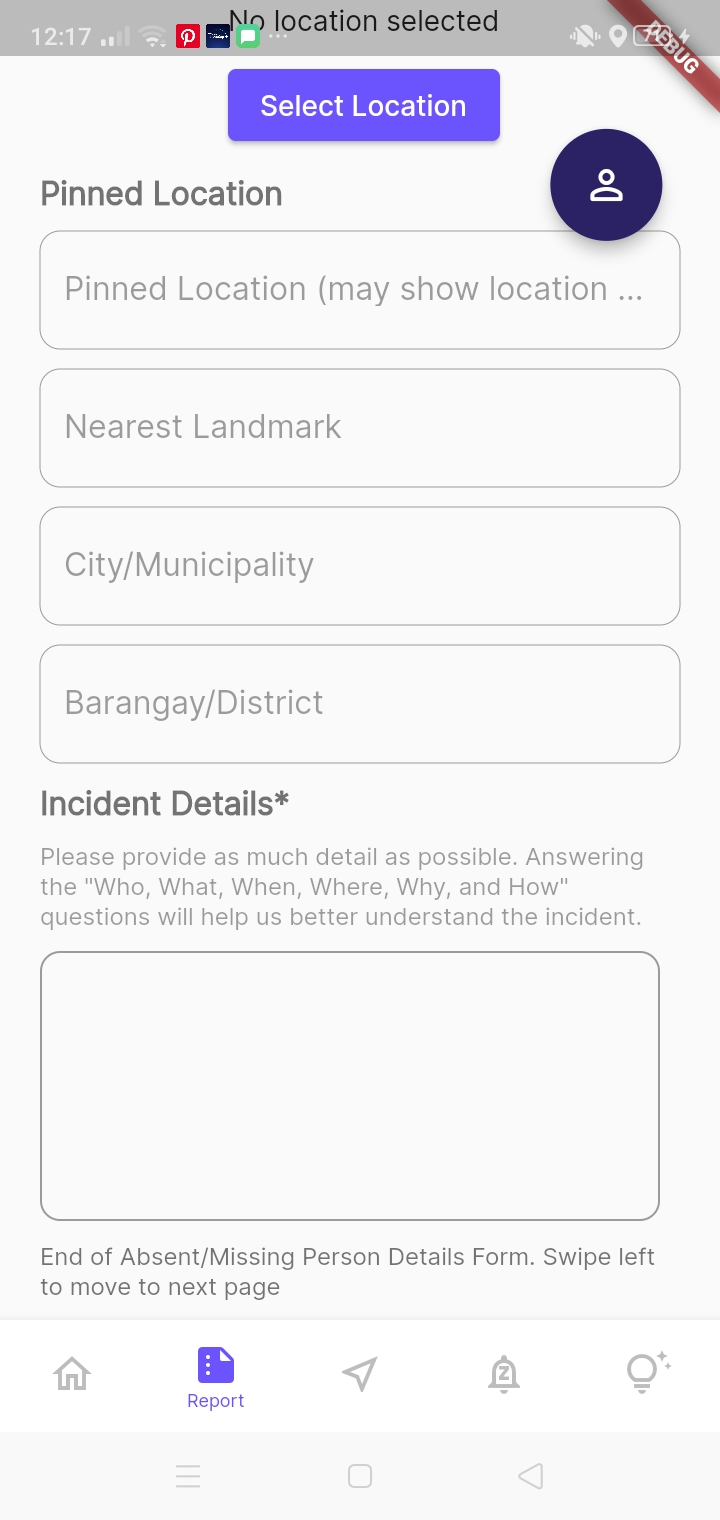 No location selected
12:17
DEBUG
Select Location
Pinned Location
Pinned Location (may show location ...
Nearest Landmark
City/Municipality
Barangay/District
Incident Details*
Please provide as much detail as possible. Answering
the "Who, What, When, Where, Why, and How"
questions will help us better understand the incident.
End of Absent/Missing Person Details Form. Swipe left
to move to next page
Report